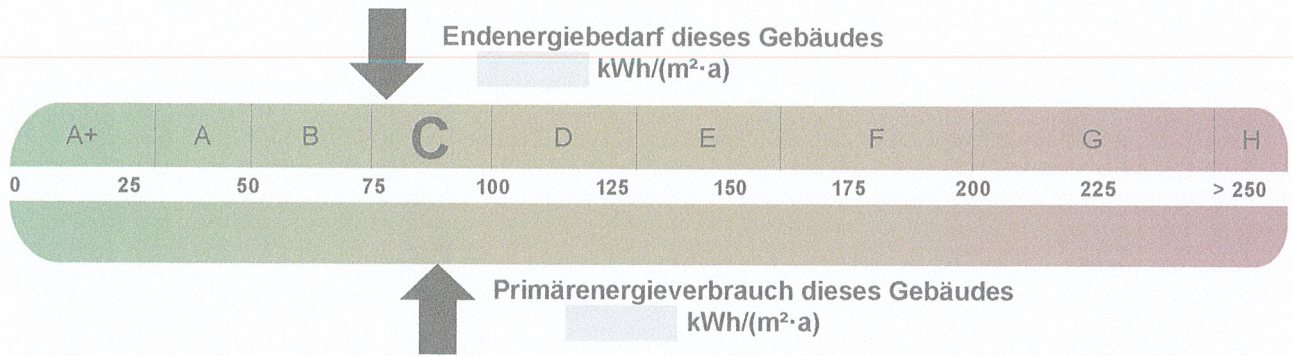 Endenergiebedarf dieses Gebäudes
kWh/(m²·a)
A+ A B C D E F G H
0 25 50 75 100 125 150 175 200 225 > 250
Primärenergieverbrauch dieses Gebäudes
kWh/(m²·a)